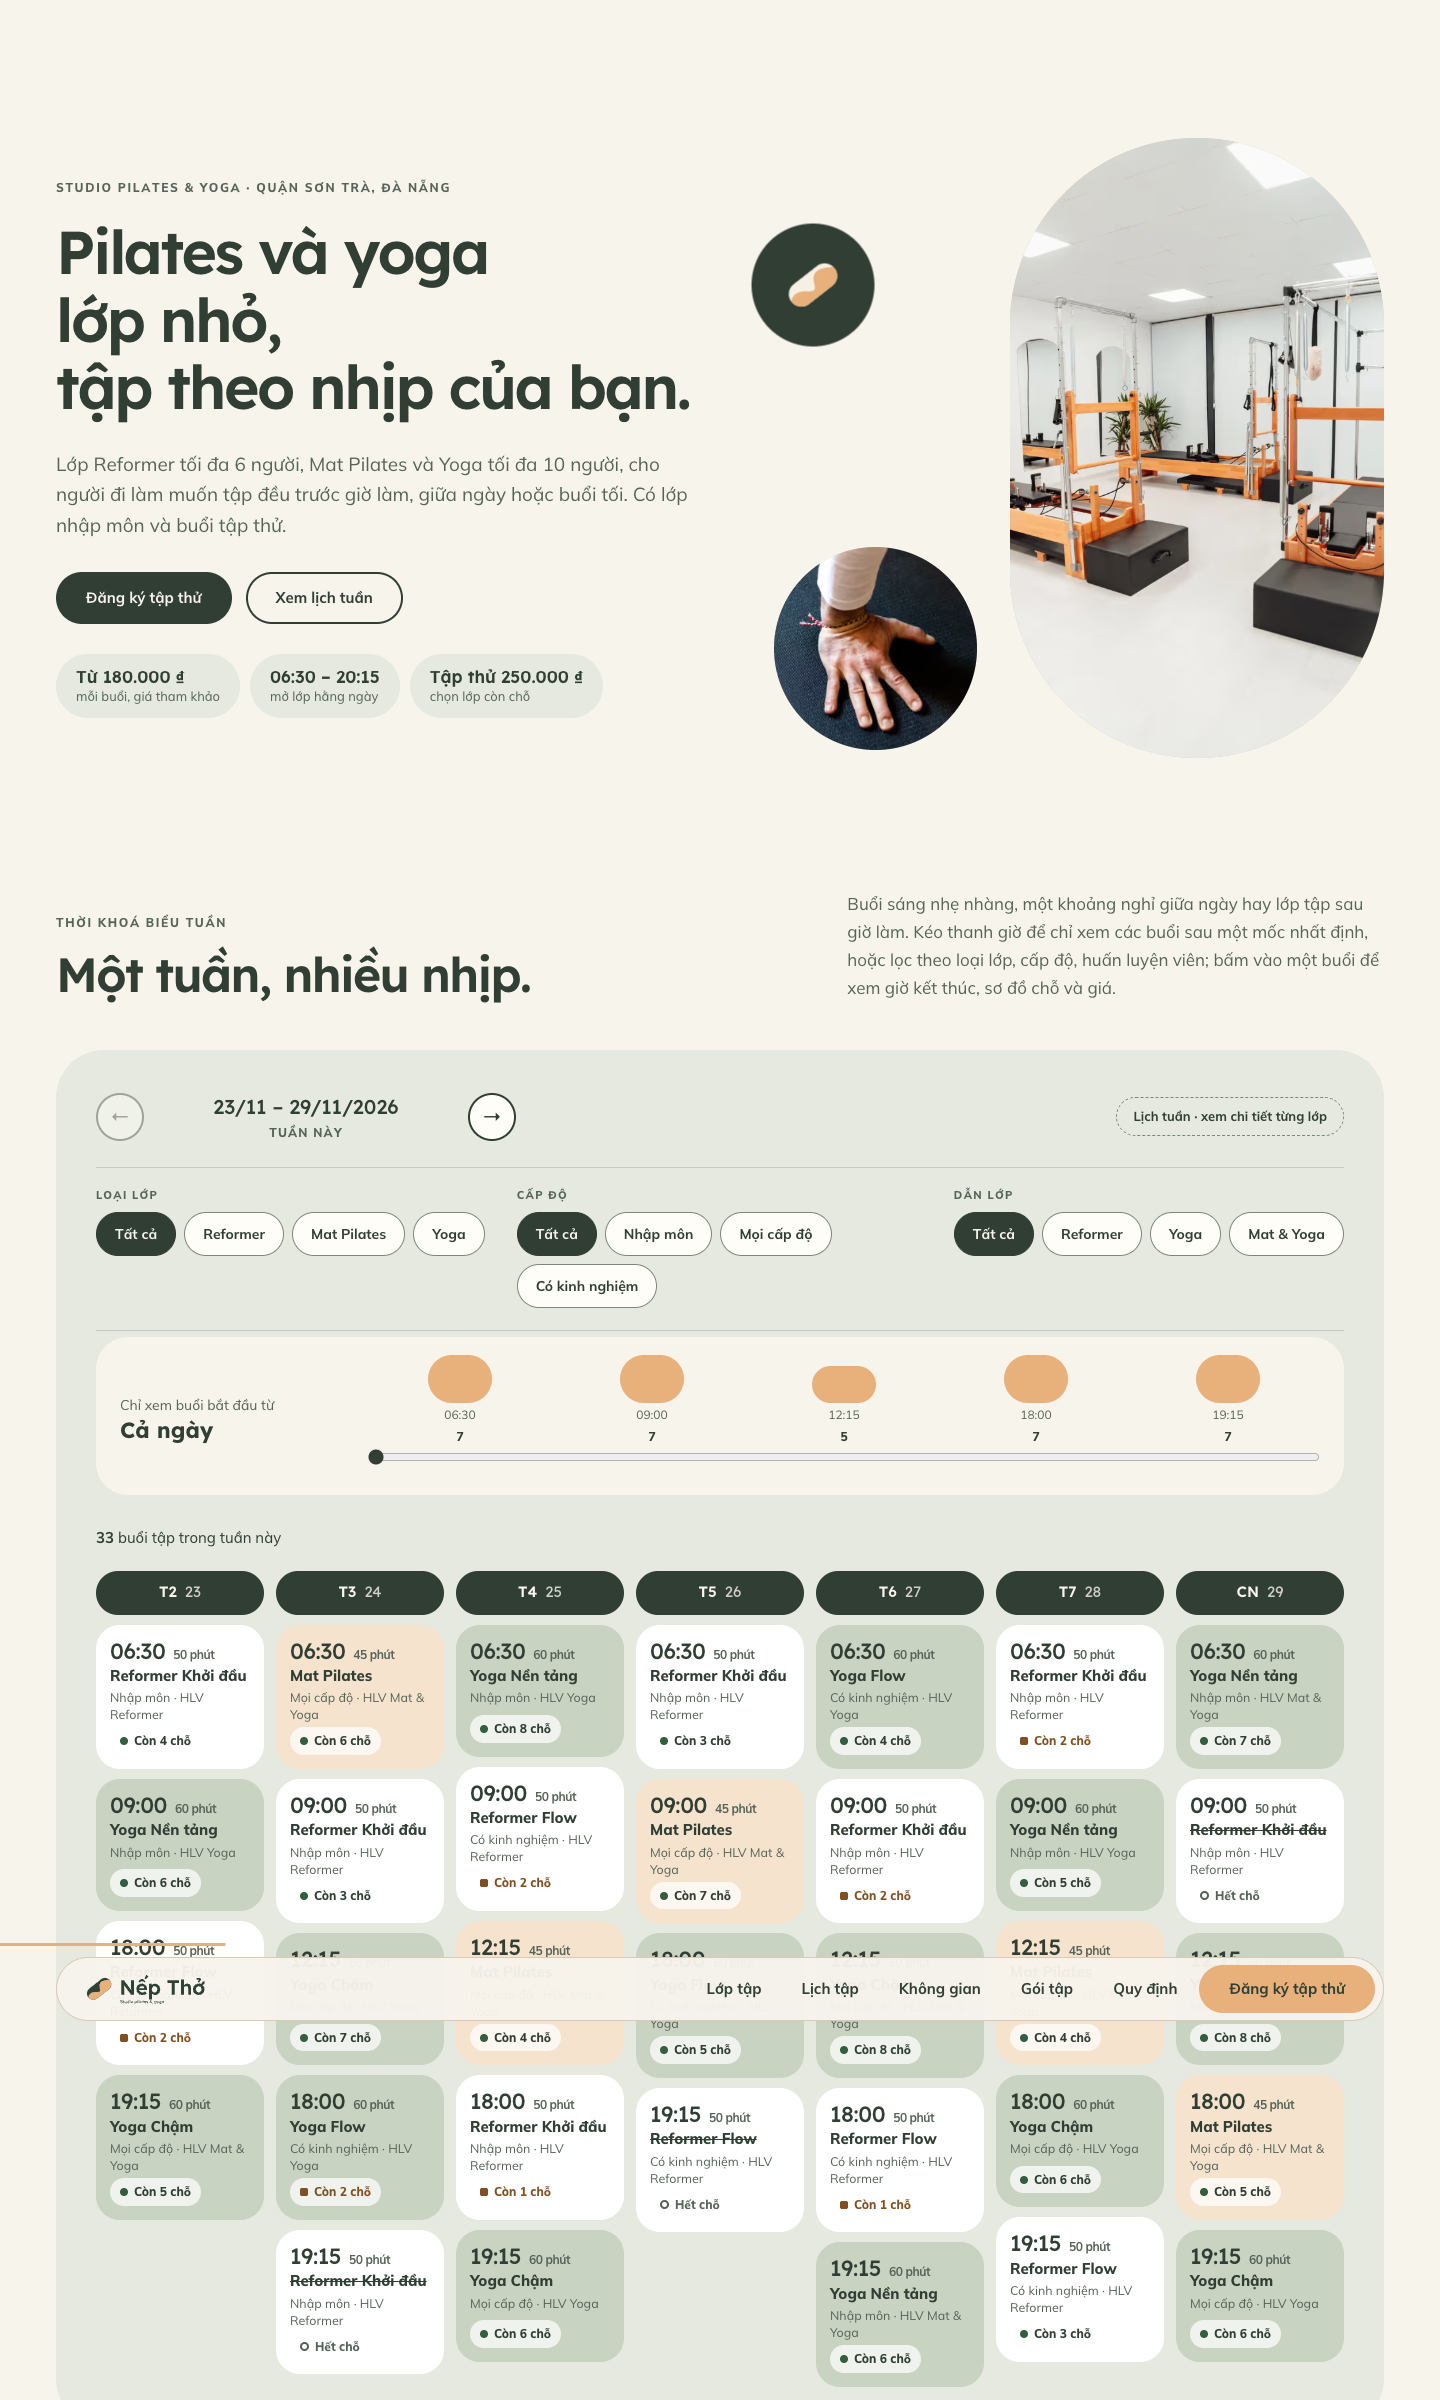 STUDIO PILATES & YOGA · QUẬN SƠN TRÀ, ĐÀ NẴNG
Pilates và yoga
lớp nhỏ,
tập theo nhịp của bạn.
Lớp Reformer tối đa 6 người, Mat Pilates và Yoga tối đa 10 người, cho
người đi làm muốn tập đều trước giờ làm, giữa ngày hoặc buổi tối. Có lớp
nhập môn và buổi tập thử.
Đăng ký tập thử
Xem lịch tuần
Từ 180.000 ₫
mỗi buổi, giá tham khảo
06:30 – 20:15
mở lớp hằng ngày
Tập thử 250.000 ₫
chọn lớp còn chỗ
THỜI KHOÁ BIỂU TUẦN
Một tuần, nhiều nhịp.
Buổi sáng nhẹ nhàng, một khoảng nghỉ giữa ngày hay lớp tập sau
giờ làm. Kéo thanh giờ để chỉ xem các buổi sau một mốc nhất định,
hoặc lọc theo loại lớp, cấp độ, huấn luyện viên; bấm vào một buổi để
xem giờ kết thúc, sơ đồ chỗ và giá.
←
23/11 – 29/11/2026
TUẦN NÀY
→
Lịch tuần · xem chi tiết từng lớp
LOẠI LỚP
Tất cả
Reformer
Mat Pilates
Yoga
CẤP ĐỘ
Tất cả
Nhập môn
Mọi cấp độ
Có kinh nghiệm
DẪN LỚP
Tất cả
Reformer
Yoga
Mat & Yoga
Chỉ xem buổi bắt đầu từ
Cả ngày
06:30
7
09:00
7
12:15
5
18:00
7
19:15
7
33 buổi tập trong tuần này
T2 23
06:30 50 phút
Reformer Khởi đầu
Nhập môn · HLV
Reformer
Còn 4 chỗ
09:00 60 phút
Yoga Nền tảng
Nhập môn · HLV Yoga
Còn 6 chỗ
18:00 50 phút
Reformer Flow
Còn 2 chỗ
19:15 60 phút
Yoga Chậm
Mọi cấp độ · HLV Mat &
Yoga
Còn 5 chỗ
T3 24
06:30 45 phút
Mat Pilates
Mọi cấp độ · HLV Mat &
Yoga
Còn 6 chỗ
09:00 50 phút
Reformer Khởi đầu
Nhập môn · HLV
Reformer
Còn 3 chỗ
12:15
Yoga Chậm
Còn 7 chỗ
18:00 60 phút
Yoga Flow
Có kinh nghiệm · HLV
Yoga
Còn 2 chỗ
19:15 50 phút
Reformer Khởi đầu
Nhập môn · HLV
Reformer
Hết chỗ
T4 25
06:30 60 phút
Yoga Nền tảng
Nhập môn · HLV Yoga
Còn 8 chỗ
09:00 50 phút
Reformer Flow
Có kinh nghiệm · HLV
Reformer
Còn 2 chỗ
12:15 45 phút
Mat Pilates
Còn 4 chỗ
18:00 50 phút
Reformer Khởi đầu
Nhập môn · HLV
Reformer
Còn 1 chỗ
19:15 60 phút
Yoga Chậm
Mọi cấp độ · HLV Yoga
Còn 6 chỗ
T5 26
06:30 50 phút
Reformer Khởi đầu
Nhập môn · HLV
Reformer
Còn 3 chỗ
09:00 45 phút
Mat Pilates
Mọi cấp độ · HLV Mat &
Yoga
Còn 7 chỗ
18:00
Yoga
Còn 5 chỗ
19:15 50 phút
Reformer Flow
Có kinh nghiệm · HLV
Reformer
Hết chỗ
T6 27
06:30 60 phút
Yoga Flow
Có kinh nghiệm · HLV
Yoga
Còn 4 chỗ
09:00 50 phút
Reformer Khởi đầu
Nhập môn · HLV
Reformer
Còn 2 chỗ
12:15
Yoga
Còn 8 chỗ
18:00 50 phút
Reformer Flow
Có kinh nghiệm · HLV
Reformer
Còn 1 chỗ
19:15 60 phút
Yoga Nền tảng
Nhập môn · HLV Mat &
Yoga
Còn 6 chỗ
T7 28
06:30 50 phút
Reformer Khởi đầu
Nhập môn · HLV
Reformer
Còn 2 chỗ
09:00 60 phút
Yoga Nền tảng
Nhập môn · HLV Yoga
Còn 5 chỗ
12:15 45 phút
Mat Pilates
Còn 4 chỗ
18:00 60 phút
Yoga Chậm
Mọi cấp độ · HLV Yoga
Còn 6 chỗ
19:15 50 phút
Reformer Flow
Có kinh nghiệm · HLV
Reformer
Còn 3 chỗ
CN 29
06:30 60 phút
Yoga Nền tảng
Nhập môn · HLV Mat &
Yoga
Còn 7 chỗ
09:00 50 phút
Reformer Khởi đầu
Nhập môn · HLV
Reformer
Hết chỗ
12:15
Còn 8 chỗ
18:00 45 phút
Mat Pilates
Mọi cấp độ · HLV Mat &
Yoga
Còn 5 chỗ
19:15 60 phút
Yoga Chậm
Mọi cấp độ · HLV Yoga
Còn 6 chỗ
Nếp Thở
Studio pilates & yoga
Lớp tập
Lịch tập
Không gian
Gói tập
Quy định
Đăng ký tập thử